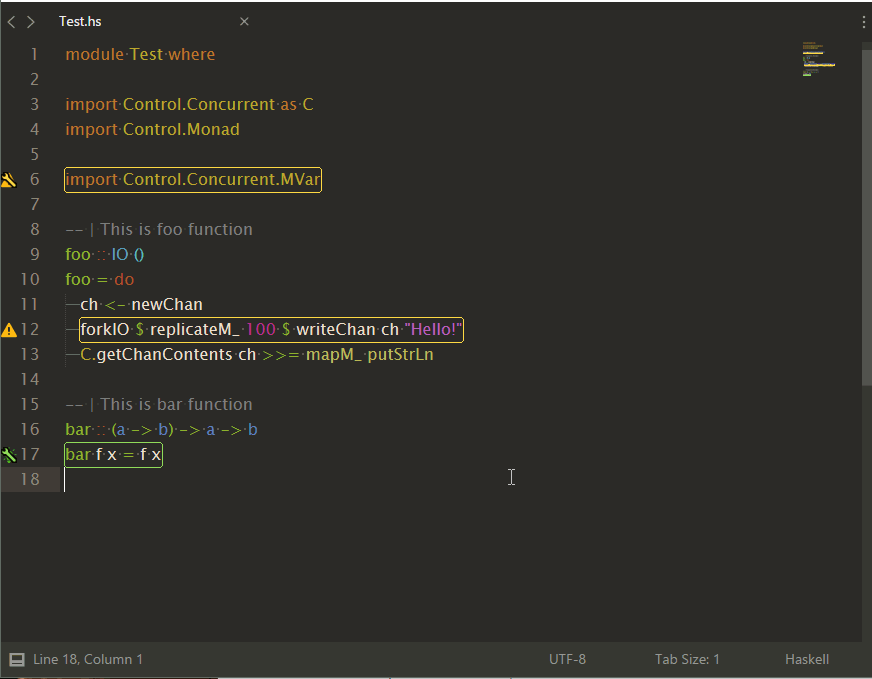 Test.hs
1 module Test where
2
3 import Control.Concurrent as C
4 import Control.Monad
5
6 import Control.Concurrent.MVar
7
8 -- | This is foo function
9 foo :: IO ()
10 foo = do
11 ch <- newChan
12 forkIO $ replicateM_ 100 $ writeChan ch "Hello!"
13 C.getChanContents ch >>= mapM_ putStrLn
14
15 -- | This is bar function
16 bar :: (a -> b) -> a -> b
17 bar f x = f x
18
Line 18, Column 1 UTF-8 Tab Size: 1 Haskell